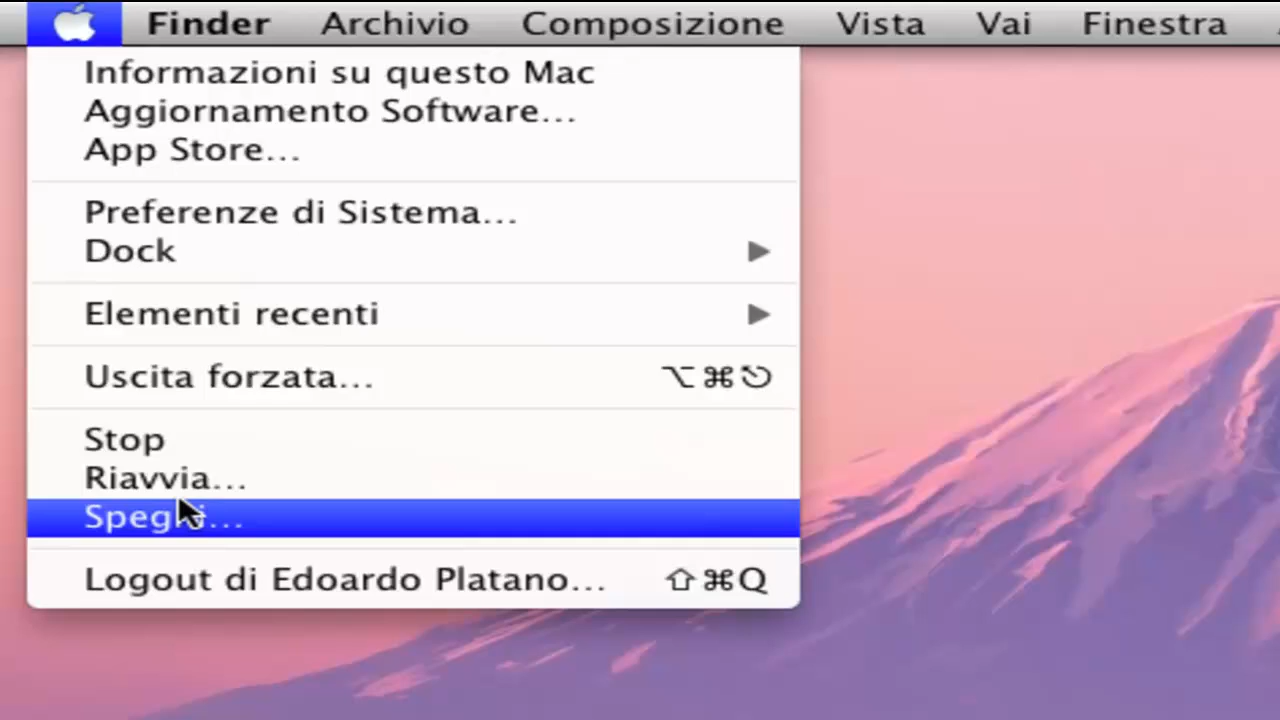 Finder Archivio Composizione Vista Vai Finestra
Informazioni su questo Mac
Aggiornamento Software...
App Store...
Preferenze di Sistema...
Dock
Elementi recenti
Uscita forzata... ⌥⌘⎋
Stop
Riavvia...
Spegni...
Logout di Edoardo Platano... ⇧⌘Q